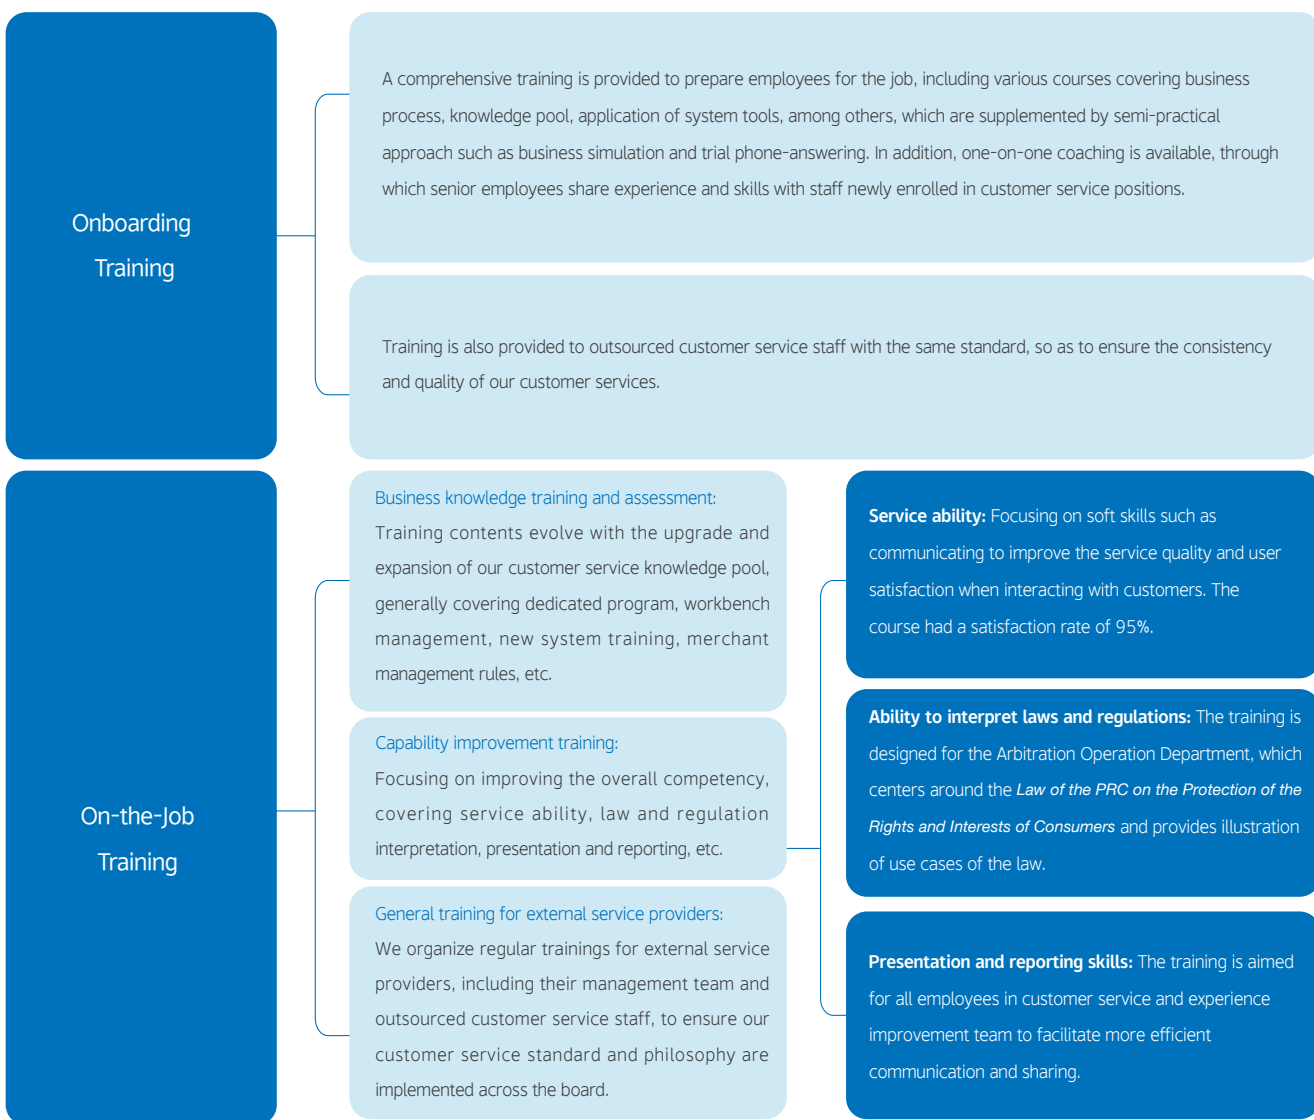 Onboarding
Training
A comprehensive training is provided to prepare employees for the job, including various courses covering business
process, knowledge pool, application of system tools, among others, which are supplemented by semi-practical
approach such as business simulation and trial phone-answering. In addition, one-on-one coaching is available, through
which senior employees share experience and skills with staff newly enrolled in customer service positions.
Training is also provided to outsourced customer service staff with the same standard, so as to ensure the consistency
and quality of our customer services.
On-the-Job
Training
Business knowledge training and assessment:
Training contents evolve with the upgrade and
expansion of our customer service knowledge pool,
generally covering dedicated program, workbench
management, new system training, merchant
management rules, etc.
Capability improvement training:
Focusing on improving the overall competency,
covering service ability, law and regulation
interpretation, presentation and reporting, etc.
General training for external service providers:
We organize regular trainings for external service
providers, including their management team and
outsourced customer service staff, to ensure our
customer service standard and philosophy are
implemented across the board.
Service ability: Focusing on soft skills such as
communicating to improve the service quality and user
satisfaction when interacting with customers. The
course had a satisfaction rate of 95%.
Ability to interpret laws and regulations: The training is
designed for the Arbitration Operation Department, which
centers around the Law of the PRC on the Protection of the
Rights and Interests of Consumers and provides illustration
of use cases of the law.
Presentation and reporting skills: The training is aimed
for all employees in customer service and experience
improvement team to facilitate more efficient
communication and sharing.